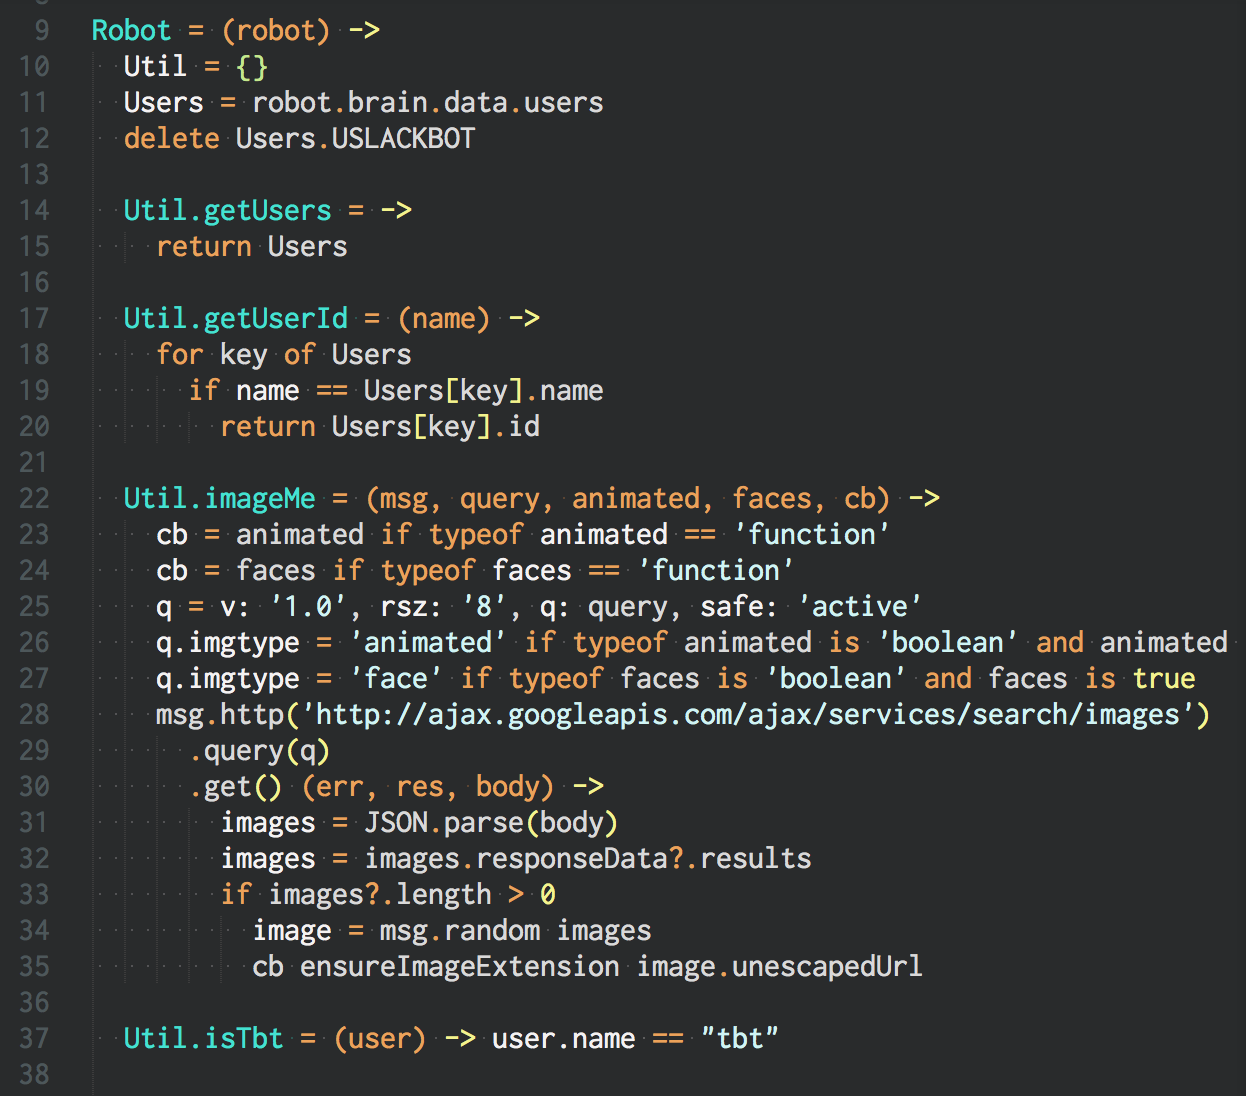 9 Robot = (robot) ->
10 Util = {}
11 Users = robot.brain.data.users
12 delete Users.USLACKBOT
13
14 Util.getUsers = ->
15 return Users
16
17 Util.getUserId = (name) ->
18 for key of Users
19 if name == Users[key].name
20 return Users[key].id
21
22 Util.imageMe = (msg, query, animated, faces, cb) ->
23 cb = animated if typeof animated == 'function'
24 cb = faces if typeof faces == 'function'
25 q = v: '1.0', rsz: '8', q: query, safe: 'active'
26 q.imgtype = 'animated' if typeof animated is 'boolean' and animated
27 q.imgtype = 'face' if typeof faces is 'boolean' and faces is true
28 msg.http('http://ajax.googleapis.com/ajax/services/search/images')
29 .query(q)
30 .get() (err, res, body) ->
31 images = JSON.parse(body)
32 images = images.responseData?.results
33 if images?.length > 0
34 image = msg.random images
35 cb ensureImageExtension image.unescapedUrl
36
37 Util.isTbt = (user) -> user.name == "tbt"
38